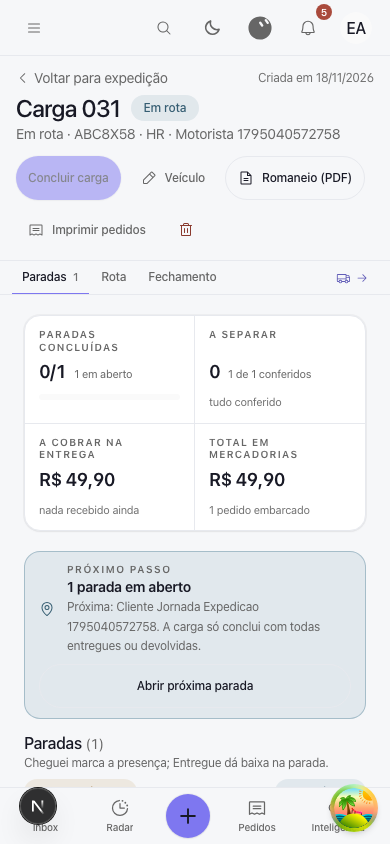 5
EA
Voltar para expedição
Criada em 18/11/2026
Carga 031
Em rota
Em rota · ABC8X58 · HR · Motorista 1795040572758
Concluir carga
Veículo
Romaneio (PDF)
Imprimir pedidos
Paradas 1
Rota
Fechamento
PARADAS
CONCLUÍDAS
0/1 1 em aberto
A SEPARAR
0 1 de 1 conferidos
tudo conferido
A COBRAR NA
ENTREGA
R$ 49,90
nada recebido ainda
TOTAL EM
MERCADORIAS
R$ 49,90
1 pedido embarcado
PRÓXIMO PASSO
1 parada em aberto
Próxima: Cliente Jornada Expedicao
1795040572758. A carga só conclui com todas
entregues ou devolvidas.
Abrir próxima parada
Paradas (1)
Cheguei marca a presença; Entregue dá baixa na parada.
N
Inbox
Radar
Pedidos